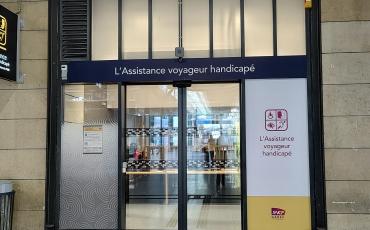 L'Assistance voyageur handicapé
L'Assistance
voyageur
handicapé
SNCF